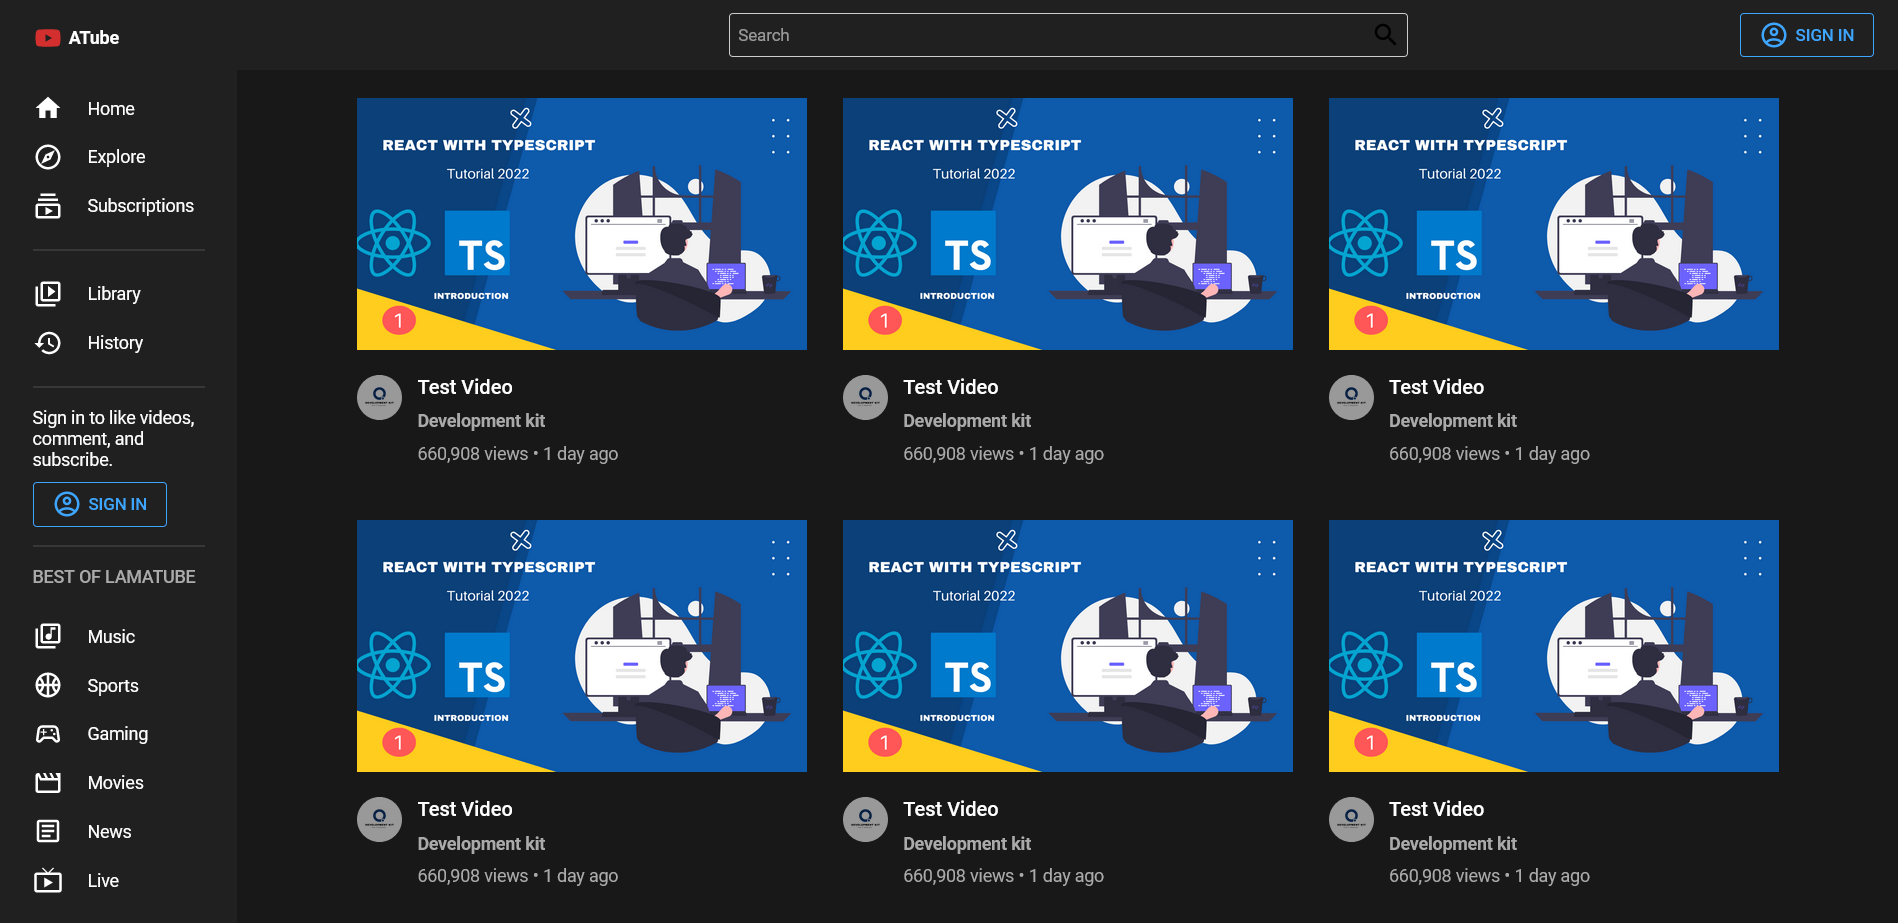 ATube
Search
SIGN IN
Home
Explore
Subscriptions
Library
History
Sign in to like videos,
comment, and
subscribe.
SIGN IN
BEST OF LAMATUBE
Music
Sports
Gaming
Movies
News
Live
REACT WITH TYPESCRIPT
Tutorial 2022
TS
INTRODUCTION
1
Test Video
Development kit
660,908 views • 1 day ago
REACT WITH TYPESCRIPT
Tutorial 2022
TS
INTRODUCTION
1
Test Video
Development kit
660,908 views • 1 day ago
REACT WITH TYPESCRIPT
Tutorial 2022
TS
INTRODUCTION
1
Test Video
Development kit
660,908 views • 1 day ago
REACT WITH TYPESCRIPT
Tutorial 2022
TS
INTRODUCTION
1
Test Video
Development kit
660,908 views • 1 day ago
REACT WITH TYPESCRIPT
Tutorial 2022
TS
INTRODUCTION
1
Test Video
Development kit
660,908 views • 1 day ago
REACT WITH TYPESCRIPT
Tutorial 2022
TS
INTRODUCTION
1
Test Video
Development kit
660,908 views • 1 day ago